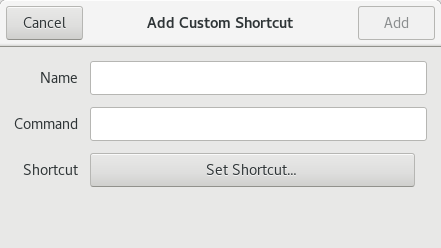 Cancel Add Custom Shortcut Add
Name
Command
Shortcut Set Shortcut...